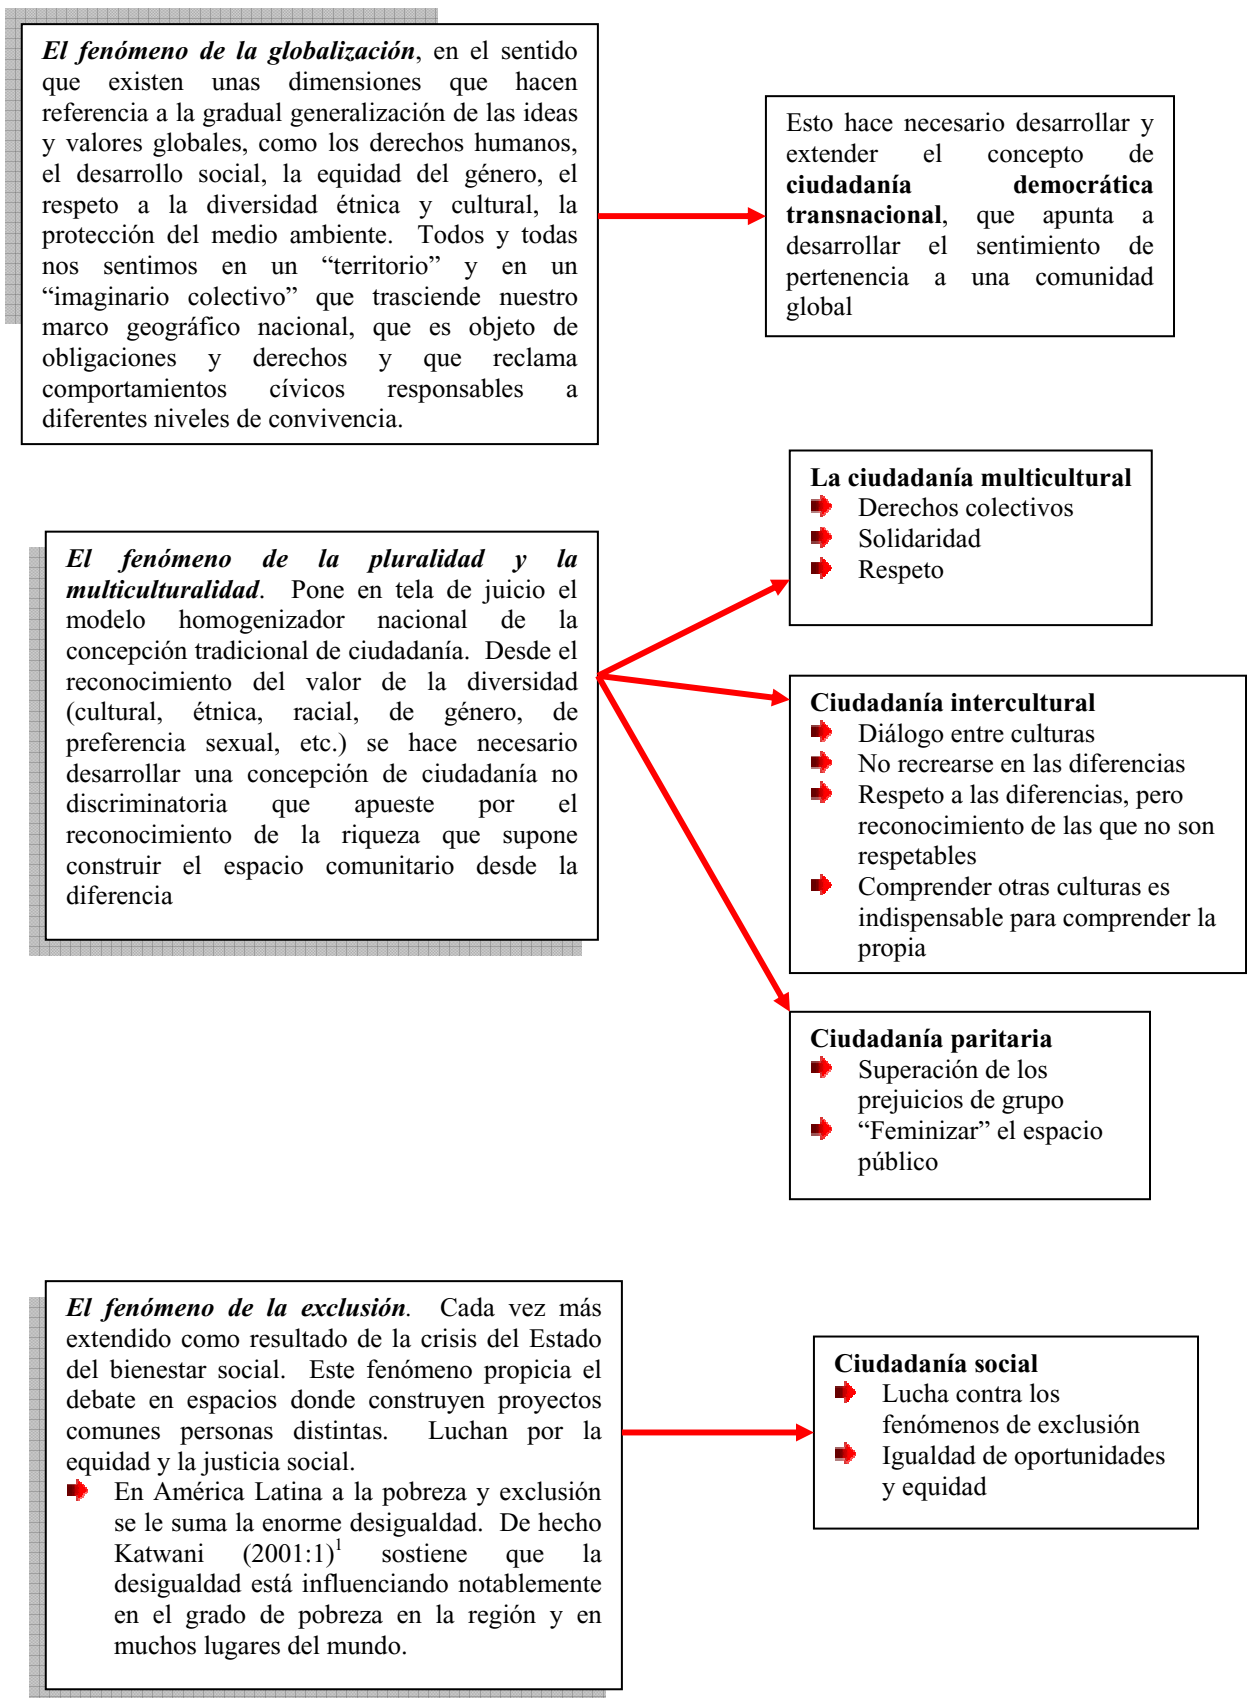 El fenómeno de la globalización, en el sentido
que existen unas dimensiones que hacen
referencia a la gradual generalización de las ideas
y valores globales, como los derechos humanos,
el desarrollo social, la equidad del género, el
respeto a la diversidad étnica y cultural, la
protección del medio ambiente. Todos y todas
nos sentimos en un “territorio” y en un
“imaginario colectivo” que trasciende nuestro
marco geográfico nacional, que es objeto de
obligaciones y derechos y que reclama
comportamientos cívicos responsables a
diferentes niveles de convivencia.
Esto hace necesario desarrollar y
extender el concepto de
ciudadanía democrática
transnacional, que apunta a
desarrollar el sentimiento de
pertenencia a una comunidad
global
El fenómeno de la pluralidad y la
multiculturalidad. Pone en tela de juicio el
modelo homogenizador nacional de la
concepción tradicional de ciudadanía. Desde el
reconocimiento del valor de la diversidad
(cultural, étnica, racial, de género, de
preferencia sexual, etc.) se hace necesario
desarrollar una concepción de ciudadanía no
discriminatoria que apueste por el
reconocimiento de la riqueza que supone
construir el espacio comunitario desde la
diferencia
La ciudadanía multicultural
Derechos colectivos
Solidaridad
Respeto
Ciudadanía intercultural
Diálogo entre culturas
No recrearse en las diferencias
Respeto a las diferencias, pero
reconocimiento de las que no son
respetables
Comprender otras culturas es
indispensable para comprender la
propia
Ciudadanía paritaria
Superación de los
prejuicios de grupo
“Feminizar” el espacio
público
El fenómeno de la exclusión. Cada vez más
extendido como resultado de la crisis del Estado
del bienestar social. Este fenómeno propicia el
debate en espacios donde construyen proyectos
comunes personas distintas. Luchan por la
equidad y la justicia social.
En América Latina a la pobreza y exclusión
se le suma la enorme desigualdad. De hecho
Katwani (2001:1)1 sostiene que la
desigualdad está influenciando notablemente
en el grado de pobreza en la región y en
muchos lugares del mundo.
Ciudadanía social
Lucha contra los
fenómenos de exclusión
Igualdad de oportunidades
y equidad